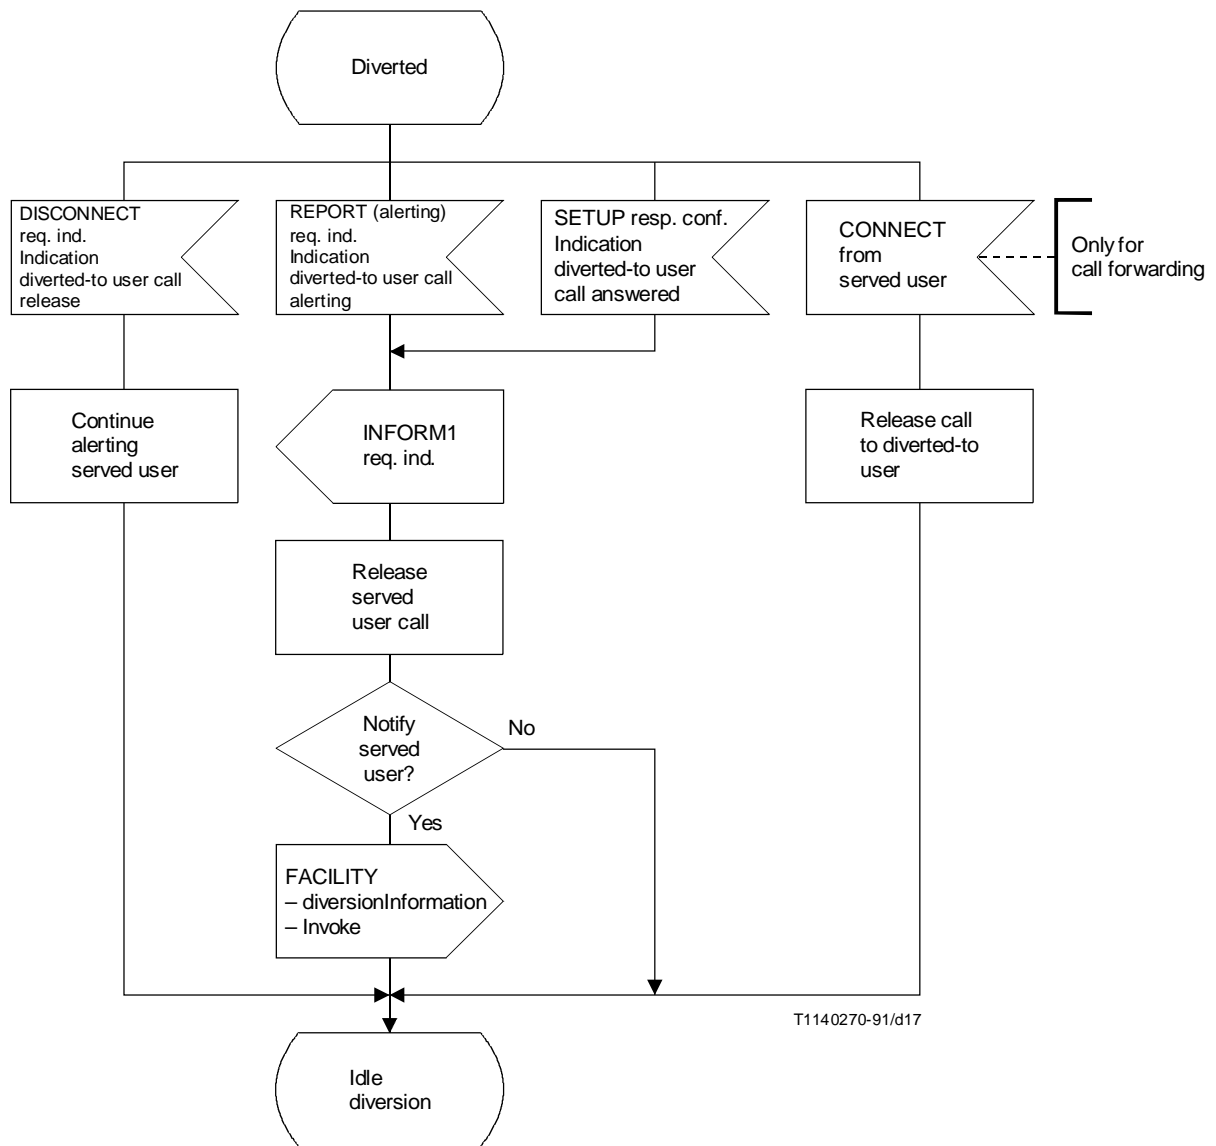 Diverted
DISCONNECT
req. ind.
Indication
diverted-to user call
release
REPORT (alerting)
req. ind.
Indication
diverted-to user call
alerting
SETUP resp. conf.
Indication
diverted-to user
call answered
CONNECT
from
served user
Only for
call forwarding
Continue
alerting
served user
INFORM1
req. ind.
Release call
to diverted-to
user
Release
served
user call
Notify
served
user?
No
Yes
FACILITY
– diversionInformation
– Invoke
T1140270-91/d17
Idle
diversion